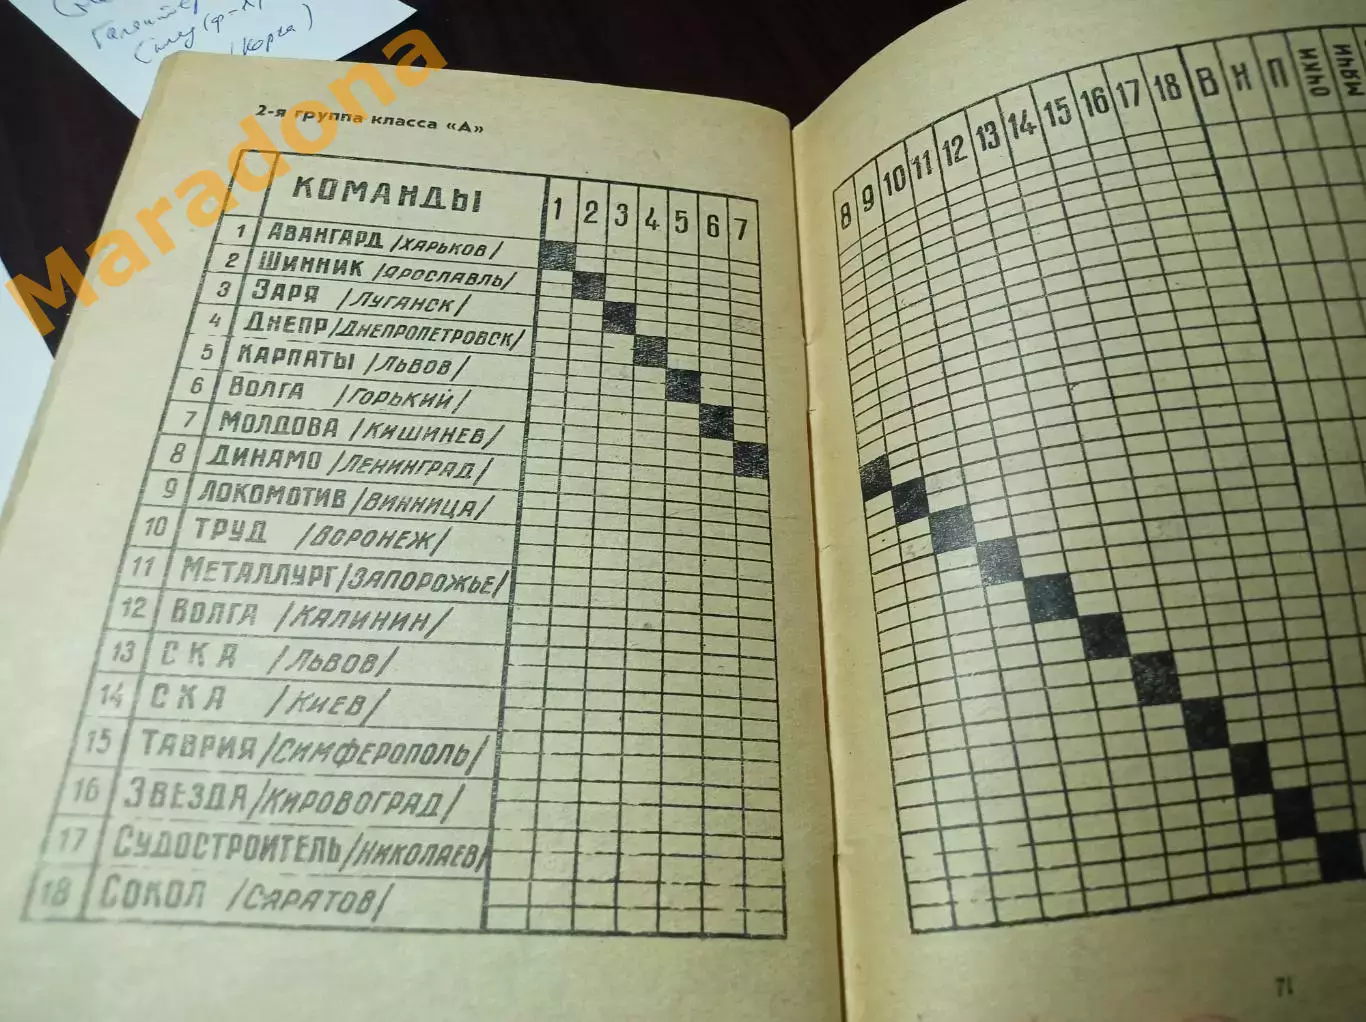 Галантер
/Корха)
Maradona
2-я группа класса «А»
КОМАНДЫ 1 2 3 4 5 6 7
1 АВАНГАРД /ХАРЬКОВ/
2 ШИННИК /ЯРОСЛАВЛЬ/
3 ЗАРЯ /ЛУГАНСК/
4 ДНЕПР/ДНЕПРОПЕТРОВСК/
5 КАРПАТЫ /ЛЬВОВ/
6 ВОЛГА /ГОРЬКИЙ/
7 МОЛДОВА /КИШИНЕВ/
8 ДИНАМО /ЛЕНИНГРАД/
9 ЛОКОМОТИВ /ВИННИЦА/
10 ТРУД /ВОРОНЕЖ/
11 МЕТАЛЛУРГ/ЗАПОРОЖЬЕ/
12 ВОЛГА /КАЛИНИН/
13 СКА /ЛЬВОВ/
14 СКА /КИЕВ/
15 ТАВРИЯ/СИМФЕРОПОЛЬ/
16 ЗВЕЗДА/КИРОВОГРАД/
17 СУДОСТРОИТЕЛЬ/НИКОЛАЕВ/
18 СОКОЛ /САРАТОВ/
8 9 10 11 12 13 14 15 16 17 18 В Н П ОЧКИ МЯЧИ
71